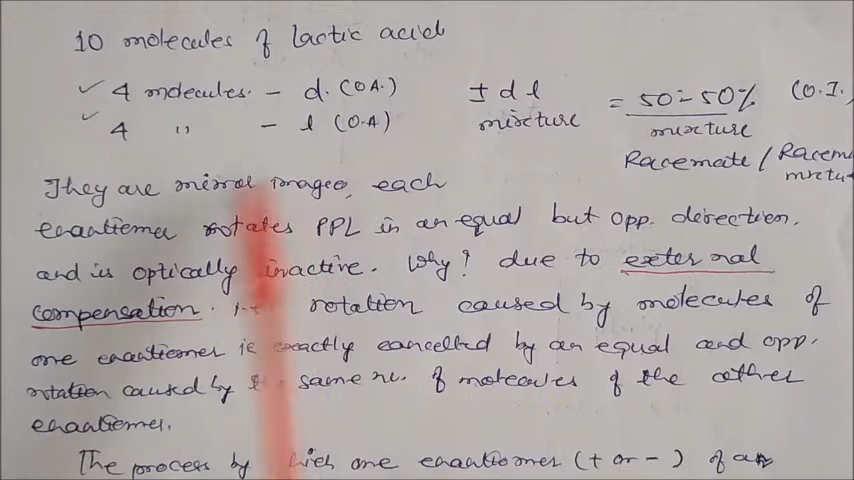 10 molecules of lactic acid
4 molecules. - d. (O.A.) ± d l = 50-50% (O.I.)
4 " - l (O.A) mixture mixture
Racemate / Racem
They are mirror images, each
enantiomer rotates PPL in an equal but opp. direction.
and is optically inactive. Why? due to external
compensation. rotation caused by molecules of
one enantiomer is exactly cancelled by an equal and opp.
rotation caused by same no. of molecules of the other
enantiomer.
The process by which one enantiomer (+ or -) of an